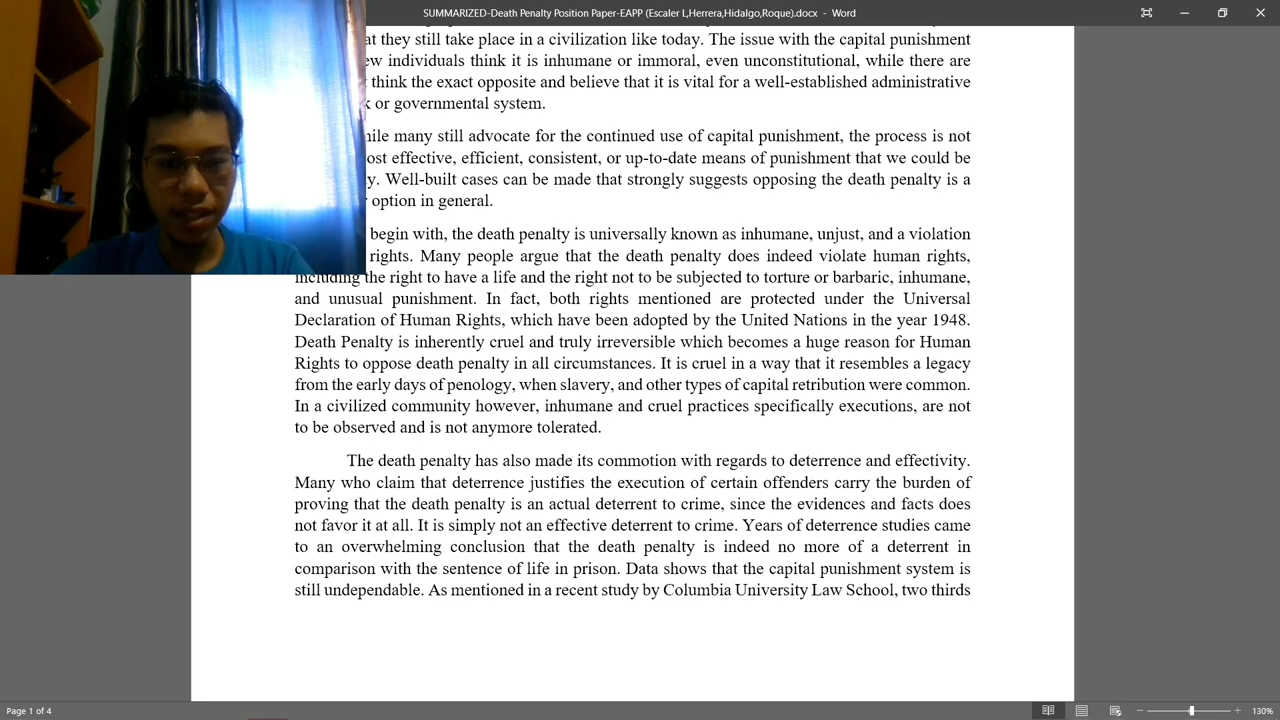 SUMMARIZED-Death Penalty Position Paper-EAPP (Escaler L,Herrera,Hidalgo,Roque).docx - Word
at they still take place in a civilization like today. The issue with the capital punishment
ew individuals think it is inhumane or immoral, even unconstitutional, while there are
think the exact opposite and believe that it is vital for a well-established administrative
k or governmental system.
ile many still advocate for the continued use of capital punishment, the process is not
ost effective, efficient, consistent, or up-to-date means of punishment that we could be
y. Well-built cases can be made that strongly suggests opposing the death penalty is a
option in general.
begin with, the death penalty is universally known as inhumane, unjust, and a violation
rights. Many people argue that the death penalty does indeed violate human rights,
including the right to have a life and the right not to be subjected to torture or barbaric, inhumane,
and unusual punishment. In fact, both rights mentioned are protected under the Universal
Declaration of Human Rights, which have been adopted by the United Nations in the year 1948.
Death Penalty is inherently cruel and truly irreversible which becomes a huge reason for Human
Rights to oppose death penalty in all circumstances. It is cruel in a way that it resembles a legacy
from the early days of penology, when slavery, and other types of capital retribution were common.
In a civilized community however, inhumane and cruel practices specifically executions, are not
to be observed and is not anymore tolerated.
The death penalty has also made its commotion with regards to deterrence and effectivity.
Many who claim that deterrence justifies the execution of certain offenders carry the burden of
proving that the death penalty is an actual deterrent to crime, since the evidences and facts does
not favor it at all. It is simply not an effective deterrent to crime. Years of deterrence studies came
to an overwhelming conclusion that the death penalty is indeed no more of a deterrent in
comparison with the sentence of life in prison. Data shows that the capital punishment system is
still undependable. As mentioned in a recent study by Columbia University Law School, two thirds
Page 1 of 4
130%